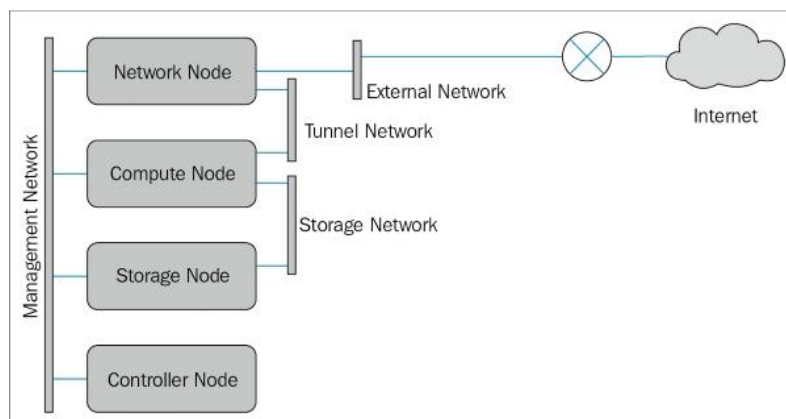 Management Network
Network Node
External Network
Internet
Tunnel Network
Compute Node
Storage Network
Storage Node
Controller Node